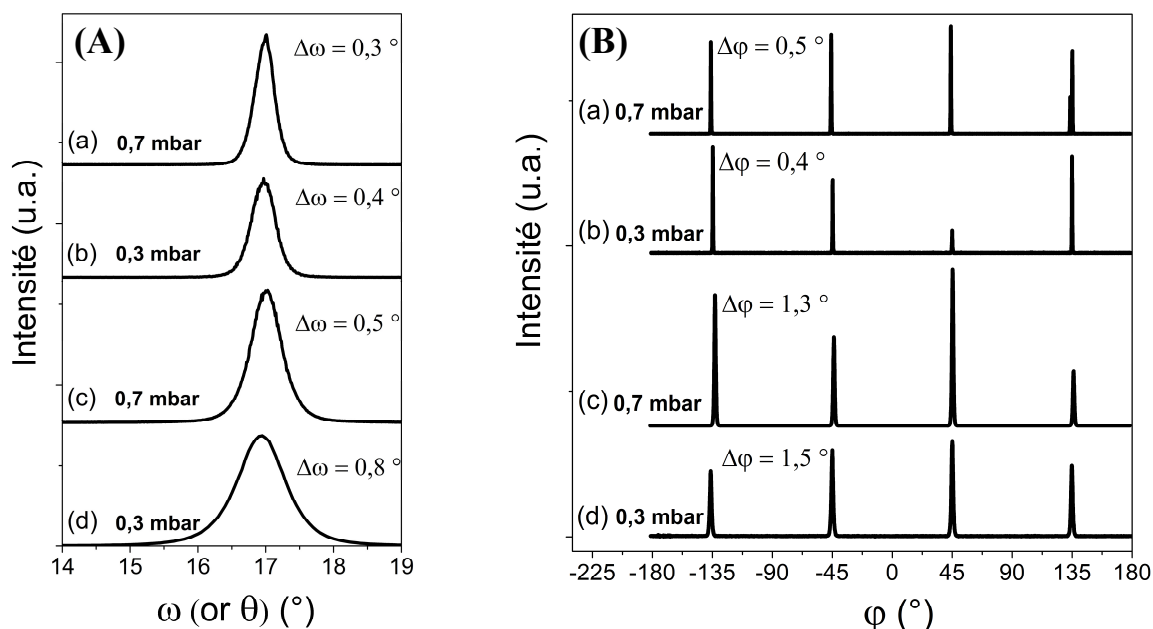 (A)
Δω = 0,3 °
(a) 0,7 mbar
Δω = 0,4 °
(b) 0,3 mbar
Δω = 0,5 °
(c) 0,7 mbar
Δω = 0,8 °
(d) 0,3 mbar
Intensité (u.a.)
14 15 16 17 18 19
ω (or θ) (°)
(B)
Δφ = 0,5 °
(a) 0,7 mbar
Δφ = 0,4 °
(b) 0,3 mbar
Δφ = 1,3 °
(c) 0,7 mbar
Δφ = 1,5 °
(d) 0,3 mbar
Intensité (u.a.)
-225 -180 -135 -90 -45 0 45 90 135 180
φ (°)